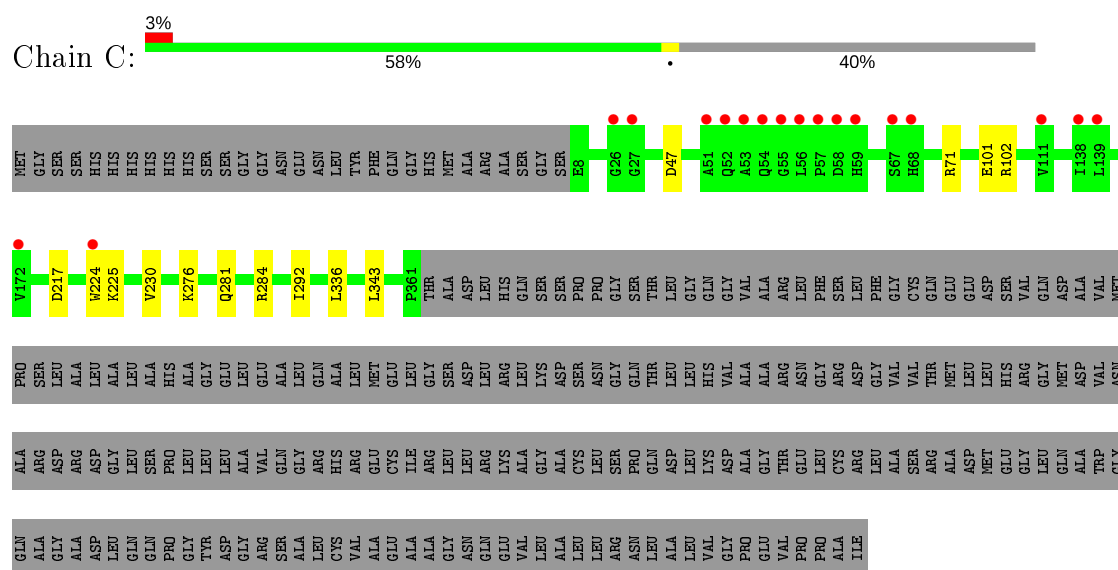 3%
Chain C:
58% • 40%
MET GLY SER SER HIS HIS HIS HIS HIS HIS SER SER GLY GLY ASN GLU ASN LEU TYR PHE GLN GLY HIS MET ALA ARG ALA SER GLY SER E8 G26 G27 D47 A51 Q52 A53 Q54 G55 L56 P57 D58 H59 S67 H68 R71 E101 R102 V111 I138 L139
V172 D217 W224 K225 V230 K276 Q281 R284 I292 L336 L343 P361 THR ALA ASP LEU HIS GLN SER SER PRO PRO GLY SER THR LEU GLY GLN GLY VAL ALA ARG LEU PHE SER LEU PHE GLY CYS GLN GLU GLU ASP SER VAL GLN ASP ALA VAL MET
PRO SER LEU ALA LEU ALA LEU ALA HIS ALA GLY GLU LEU GLU ALA LEU GLN ALA LEU MET GLU LEU GLY SER ASP LEU ARG LEU LYS ASP SER ASN GLY GLN THR LEU LEU HIS VAL ALA ALA ARG ASN GLY ARG ASP GLY VAL VAL THR MET LEU LEU HIS ARG GLY MET ASP VAL ASN
ALA ARG ASP ARG ASP GLY LEU SER PRO LEU LEU LEU ALA VAL GLN GLY ARG HIS ARG GLU CYS ILE ARG LEU LEU ARG LYS ALA GLY ALA CYS LEU SER PRO GLN ASP LEU LYS ASP ALA GLY THR GLU LEU CYS ARG LEU ALA SER ARG ALA ASP MET GLU GLY LEU GLN ALA TRP GLY
GLN ALA GLY ALA ASP LEU GLN GLN PRO GLY TYR ASP GLY ARG SER ALA LEU CYS VAL ALA GLU ALA ALA GLY ASN GLN GLU VAL LEU ALA LEU LEU ARG ASN LEU ALA LEU VAL GLY PRO GLU VAL PRO PRO ALA ILE